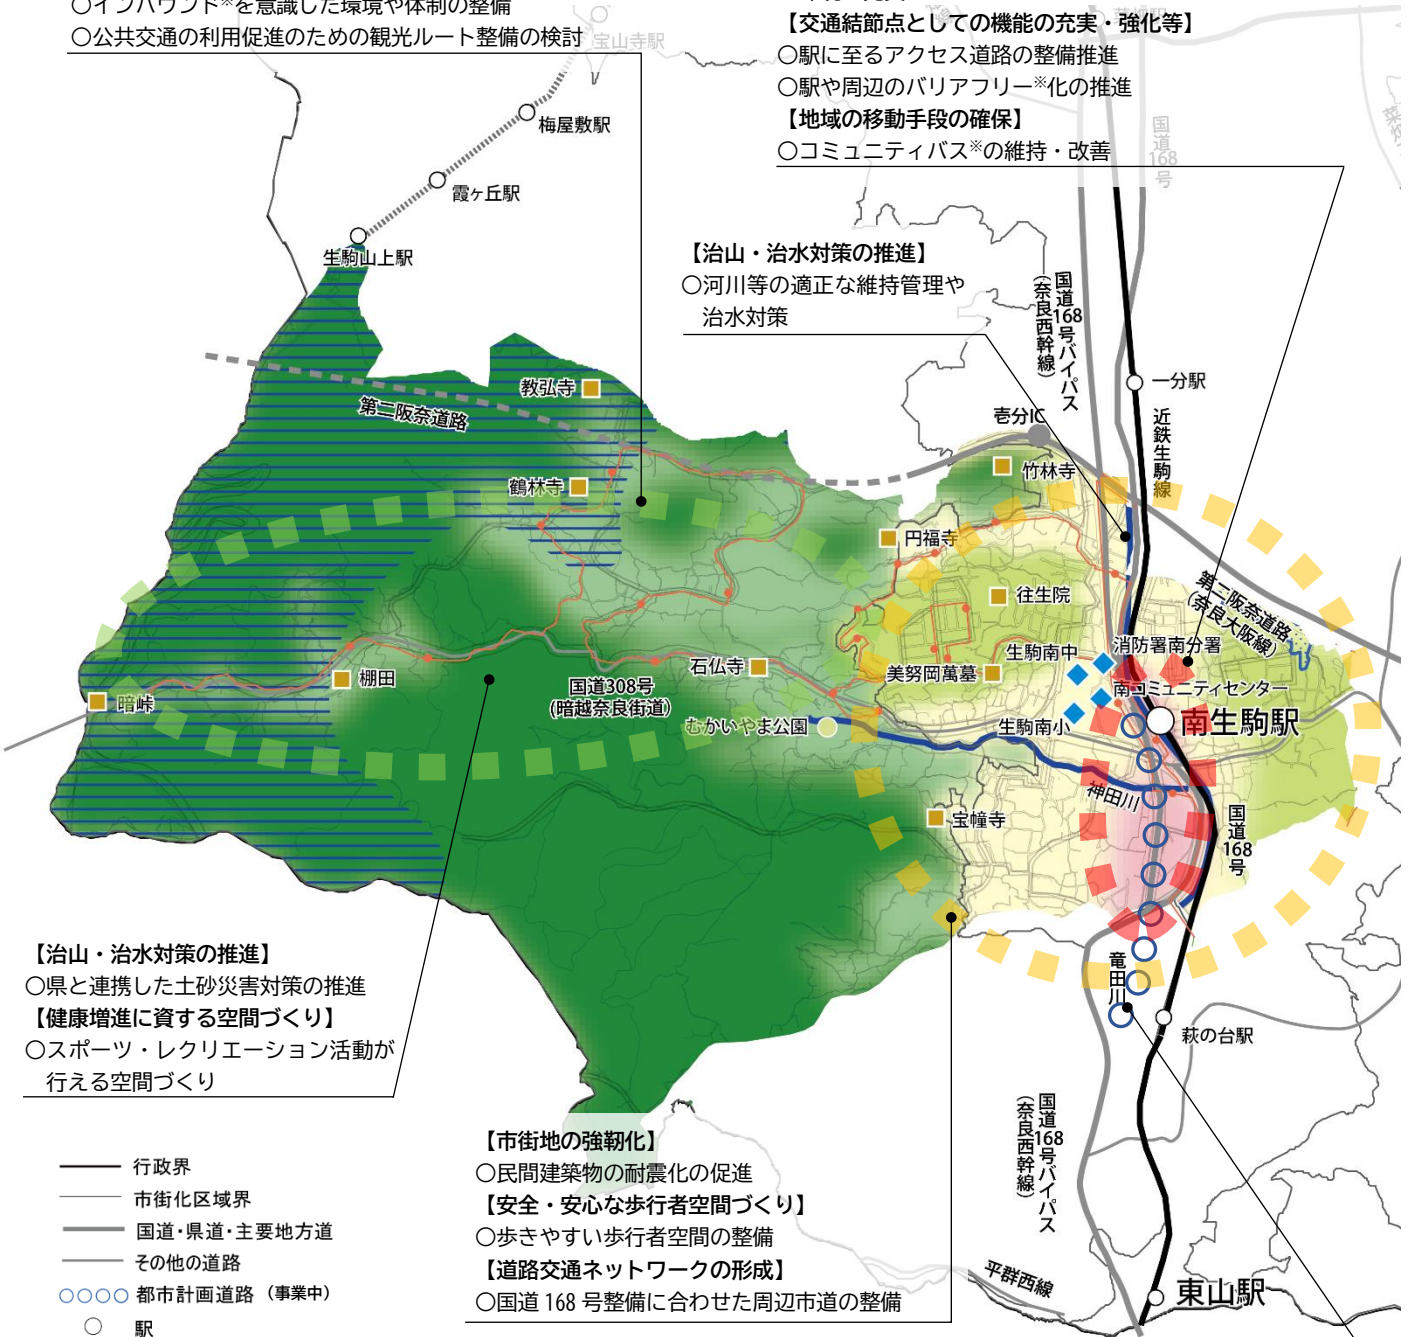 ○インバウンド※を意識した環境や体制の整備
○公共交通の利用促進のための観光ルート整備の検討
宝山寺駅
【交通結節点としての機能の充実・強化等】
○駅に至るアクセス道路の整備推進
○駅や周辺のバリアフリー※化の推進
【地域の移動手段の確保】
○コミュニティバス※の維持・改善
国道168号
梅屋敷駅
霞ヶ丘駅
生駒山上駅
【治山・治水対策の推進】
○河川等の適正な維持管理や
治水対策
国道168号バイパス
(奈良西幹線)
一分駅
近鉄生駒線
教弘寺
第二阪奈道路
壱分IC
竹林寺
鶴林寺
円福寺
往生院
第二阪奈道路
(奈良大阪線)
生駒南中
消防署南分署
石仏寺
美努岡萬墓
南コミュニティセンター
棚田
国道308号
(暗越奈良街道)
暗峠
むかいやま公園
生駒南小
南生駒駅
神田川
宝幢寺
国道168号
【治山・治水対策の推進】
○県と連携した土砂災害対策の推進
【健康増進に資する空間づくり】
○スポーツ・レクリエーション活動が
行える空間づくり
竜田川
萩の台駅
国道168号バイパス
(奈良西幹線)
【市街地の強靭化】
○民間建築物の耐震化の促進
【安全・安心な歩行者空間づくり】
○歩きやすい歩行者空間の整備
【道路交通ネットワークの形成】
○国道 168 号整備に合わせた周辺市道の整備
平群西線
東山駅
行政界
市街化区域界
国道・県道・主要地方道
その他の道路
都市計画道路（事業中）
駅